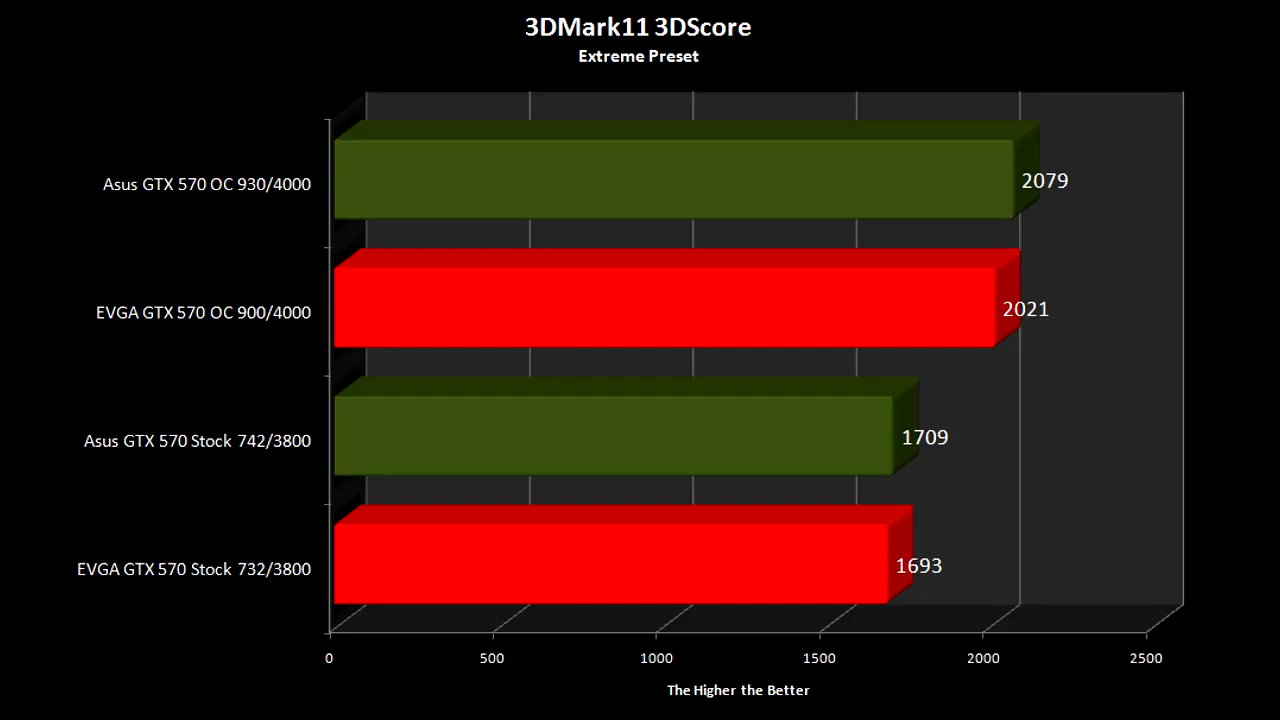 3DMark11 3DScore
Extreme Preset
Asus GTX 570 OC 930/4000
2079
EVGA GTX 570 OC 900/4000
2021
Asus GTX 570 Stock 742/3800
1709
EVGA GTX 570 Stock 732/3800
1693
0 500 1000 1500 2000 2500
The Higher the Better